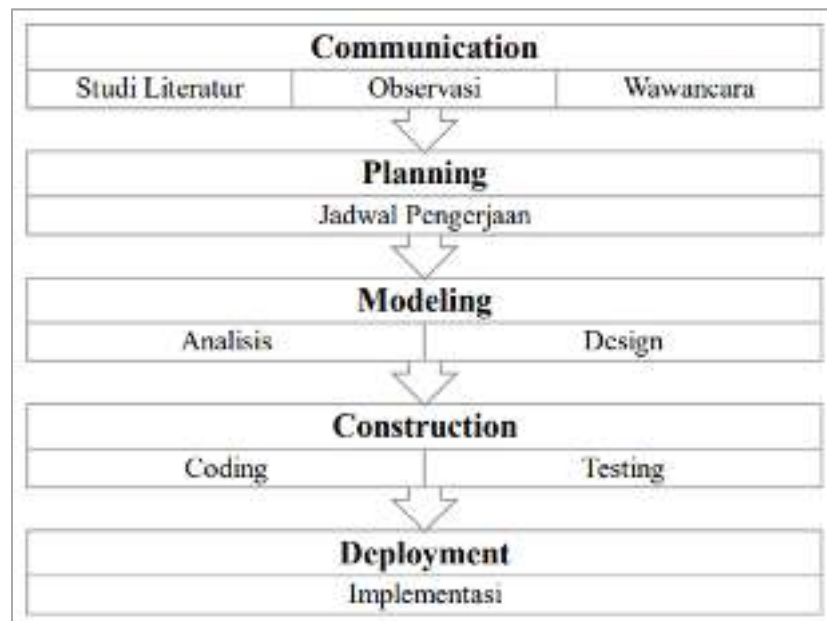 Communication
Studi Literatur Observasi Wawancara
Planning
Jadwal Pengerjaan
Modeling
Analisis Design
Construction
Coding Testing
Deployment
Implementasi